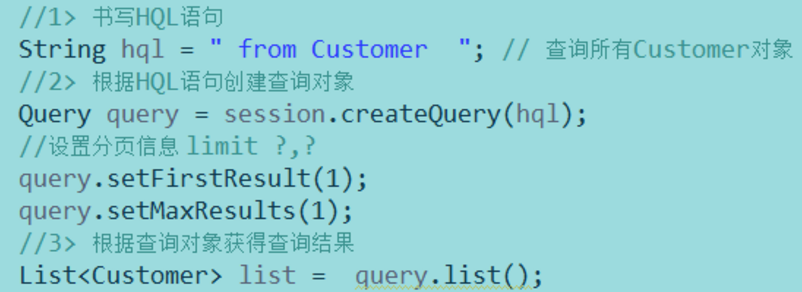 //1> 书写HQL语句
String hql = " from Customer  "; // 查询所有Customer对象
//2> 根据HQL语句创建查询对象
Query query = session.createQuery(hql);
//设置分页信息 limit ?,?
query.setFirstResult(1);
query.setMaxResults(1);
//3> 根据查询对象获得查询结果
List<Customer> list =  query.list();